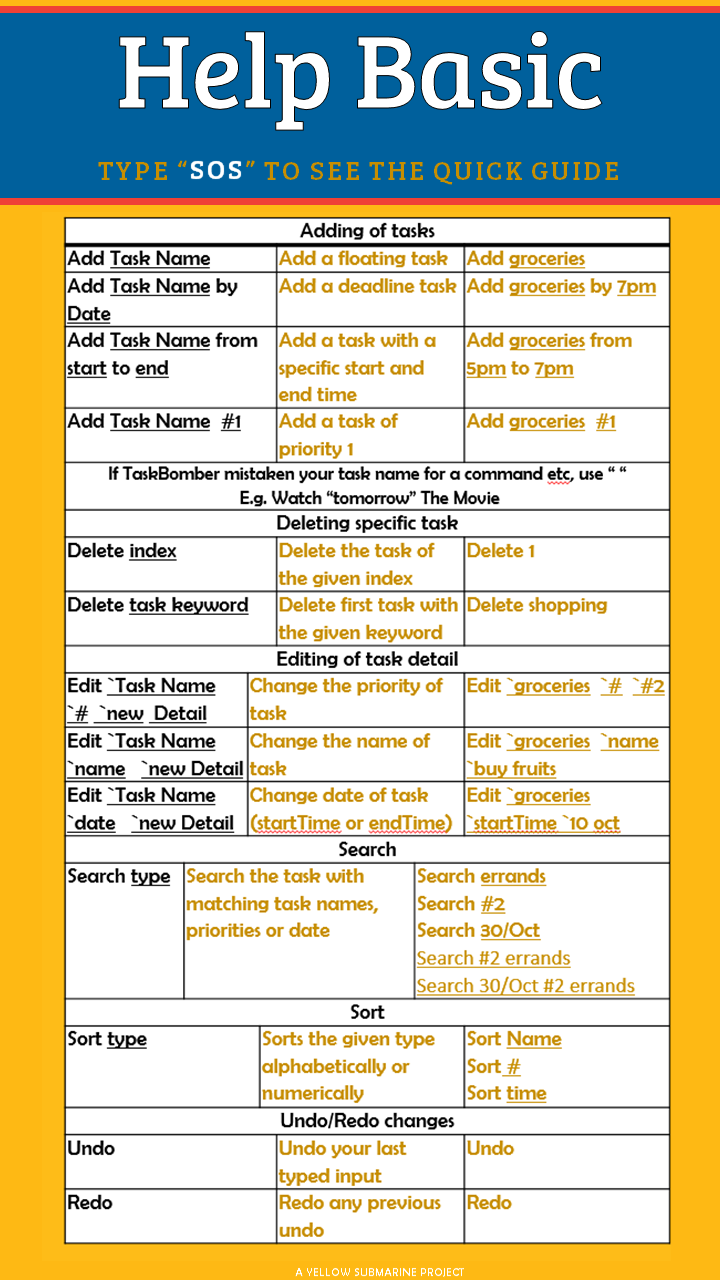 Help Basic
TYPE “SOS” TO SEE THE QUICK GUIDE
Adding of tasks
Add Task Name
Add a floating task
Add groceries
Add Task Name by
Date
Add a deadline task
Add groceries by 7pm
Add Task Name from
start to end
Add a task with a
specific start and
end time
Add groceries from
5pm to 7pm
Add Task Name #1
Add a task of
priority 1
Add groceries #1
If TaskBomber mistaken your task name for a command etc, use “ “
E.g. Watch “tomorrow” The Movie
Deleting specific task
Delete index
Delete the task of
the given index
Delete 1
Delete task keyword
Delete first task with
the given keyword
Delete shopping
Editing of task detail
Edit `Task Name
`# `new Detail
Change the priority of
task
Edit `groceries `# `#2
Edit `Task Name
`name `new Detail
Change the name of
task
Edit `groceries `name
`buy fruits
Edit `Task Name
`date `new Detail
Change date of task
(startTime or endTime)
Edit `groceries
`startTime `10 oct
Search
Search type
Search the task with
matching task names,
priorities or date
Search errands
Search #2
Search 30/Oct
Search #2 errands
Search 30/Oct #2 errands
Sort
Sort type
Sorts the given type
alphabetically or
numerically
Sort Name
Sort #
Sort time
Undo/Redo changes
Undo
Undo your last
typed input
Undo
Redo
Redo any previous
undo
Redo
A YELLOW SUBMARINE PROJECT